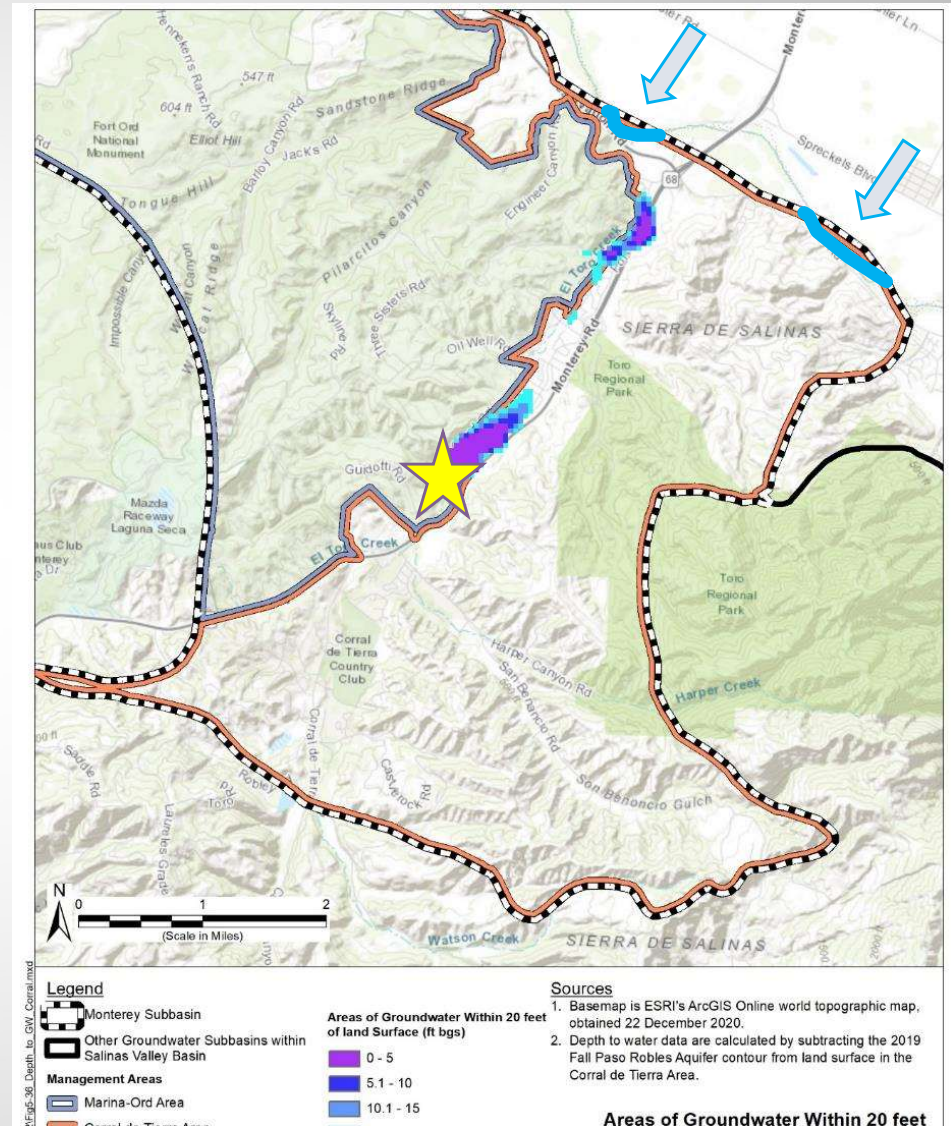 Henneken's Ranch Rd
547 ft
604 ft
Sandstone Ridge
Fort Ord
National
Monument
Elliot Hill
Jack's Rd
Barloy Canyon Rd
Engineer Canyon Rd
Spreckels Blvd
68
Tongue Hill
Pilarcitos Canyon
Impossible Canyon
Wildcat Ridge
El Toro Creek
Three Sisters Rd
Skyline Rd
SIERRA DE SALINAS
Oil Well Rd
Monterey Rd
Toro
Regional
Park
Guidotti Rd
Mazda
Raceway
Laguna Seca
El Toro Creek
Toro
Regional
Park
Corral
de Tierra
Country
Club
Harper Canyon Rd
San Benancio Rd
Harper Creek
Corral de Tierr
Saddle Rd
Robley
Rd
Toro
Laureles Grade
San Benancio Gulch
N
0 1 2
(Scale in Miles)
Watson Creek
SIERRA DE SALINAS
Legend
Monterey Subbasin
Other Groundwater Subbasins within
Salinas Valley Basin
Management Areas
Marina-Ord Area
Corral de Tierra Area
Areas of Groundwater Within 20 feet
of land Surface (ft bgs)
0 - 5
5.1 - 10
10.1 - 15
Sources
1. Basemap is ESRI's ArcGIS Online world topographic map,
obtained 22 December 2020.
2. Depth to water data are calculated by subtracting the 2019
Fall Paso Robles Aquifer contour from land surface in the
Corral de Tierra Area.
Areas of Groundwater Within 20 feet